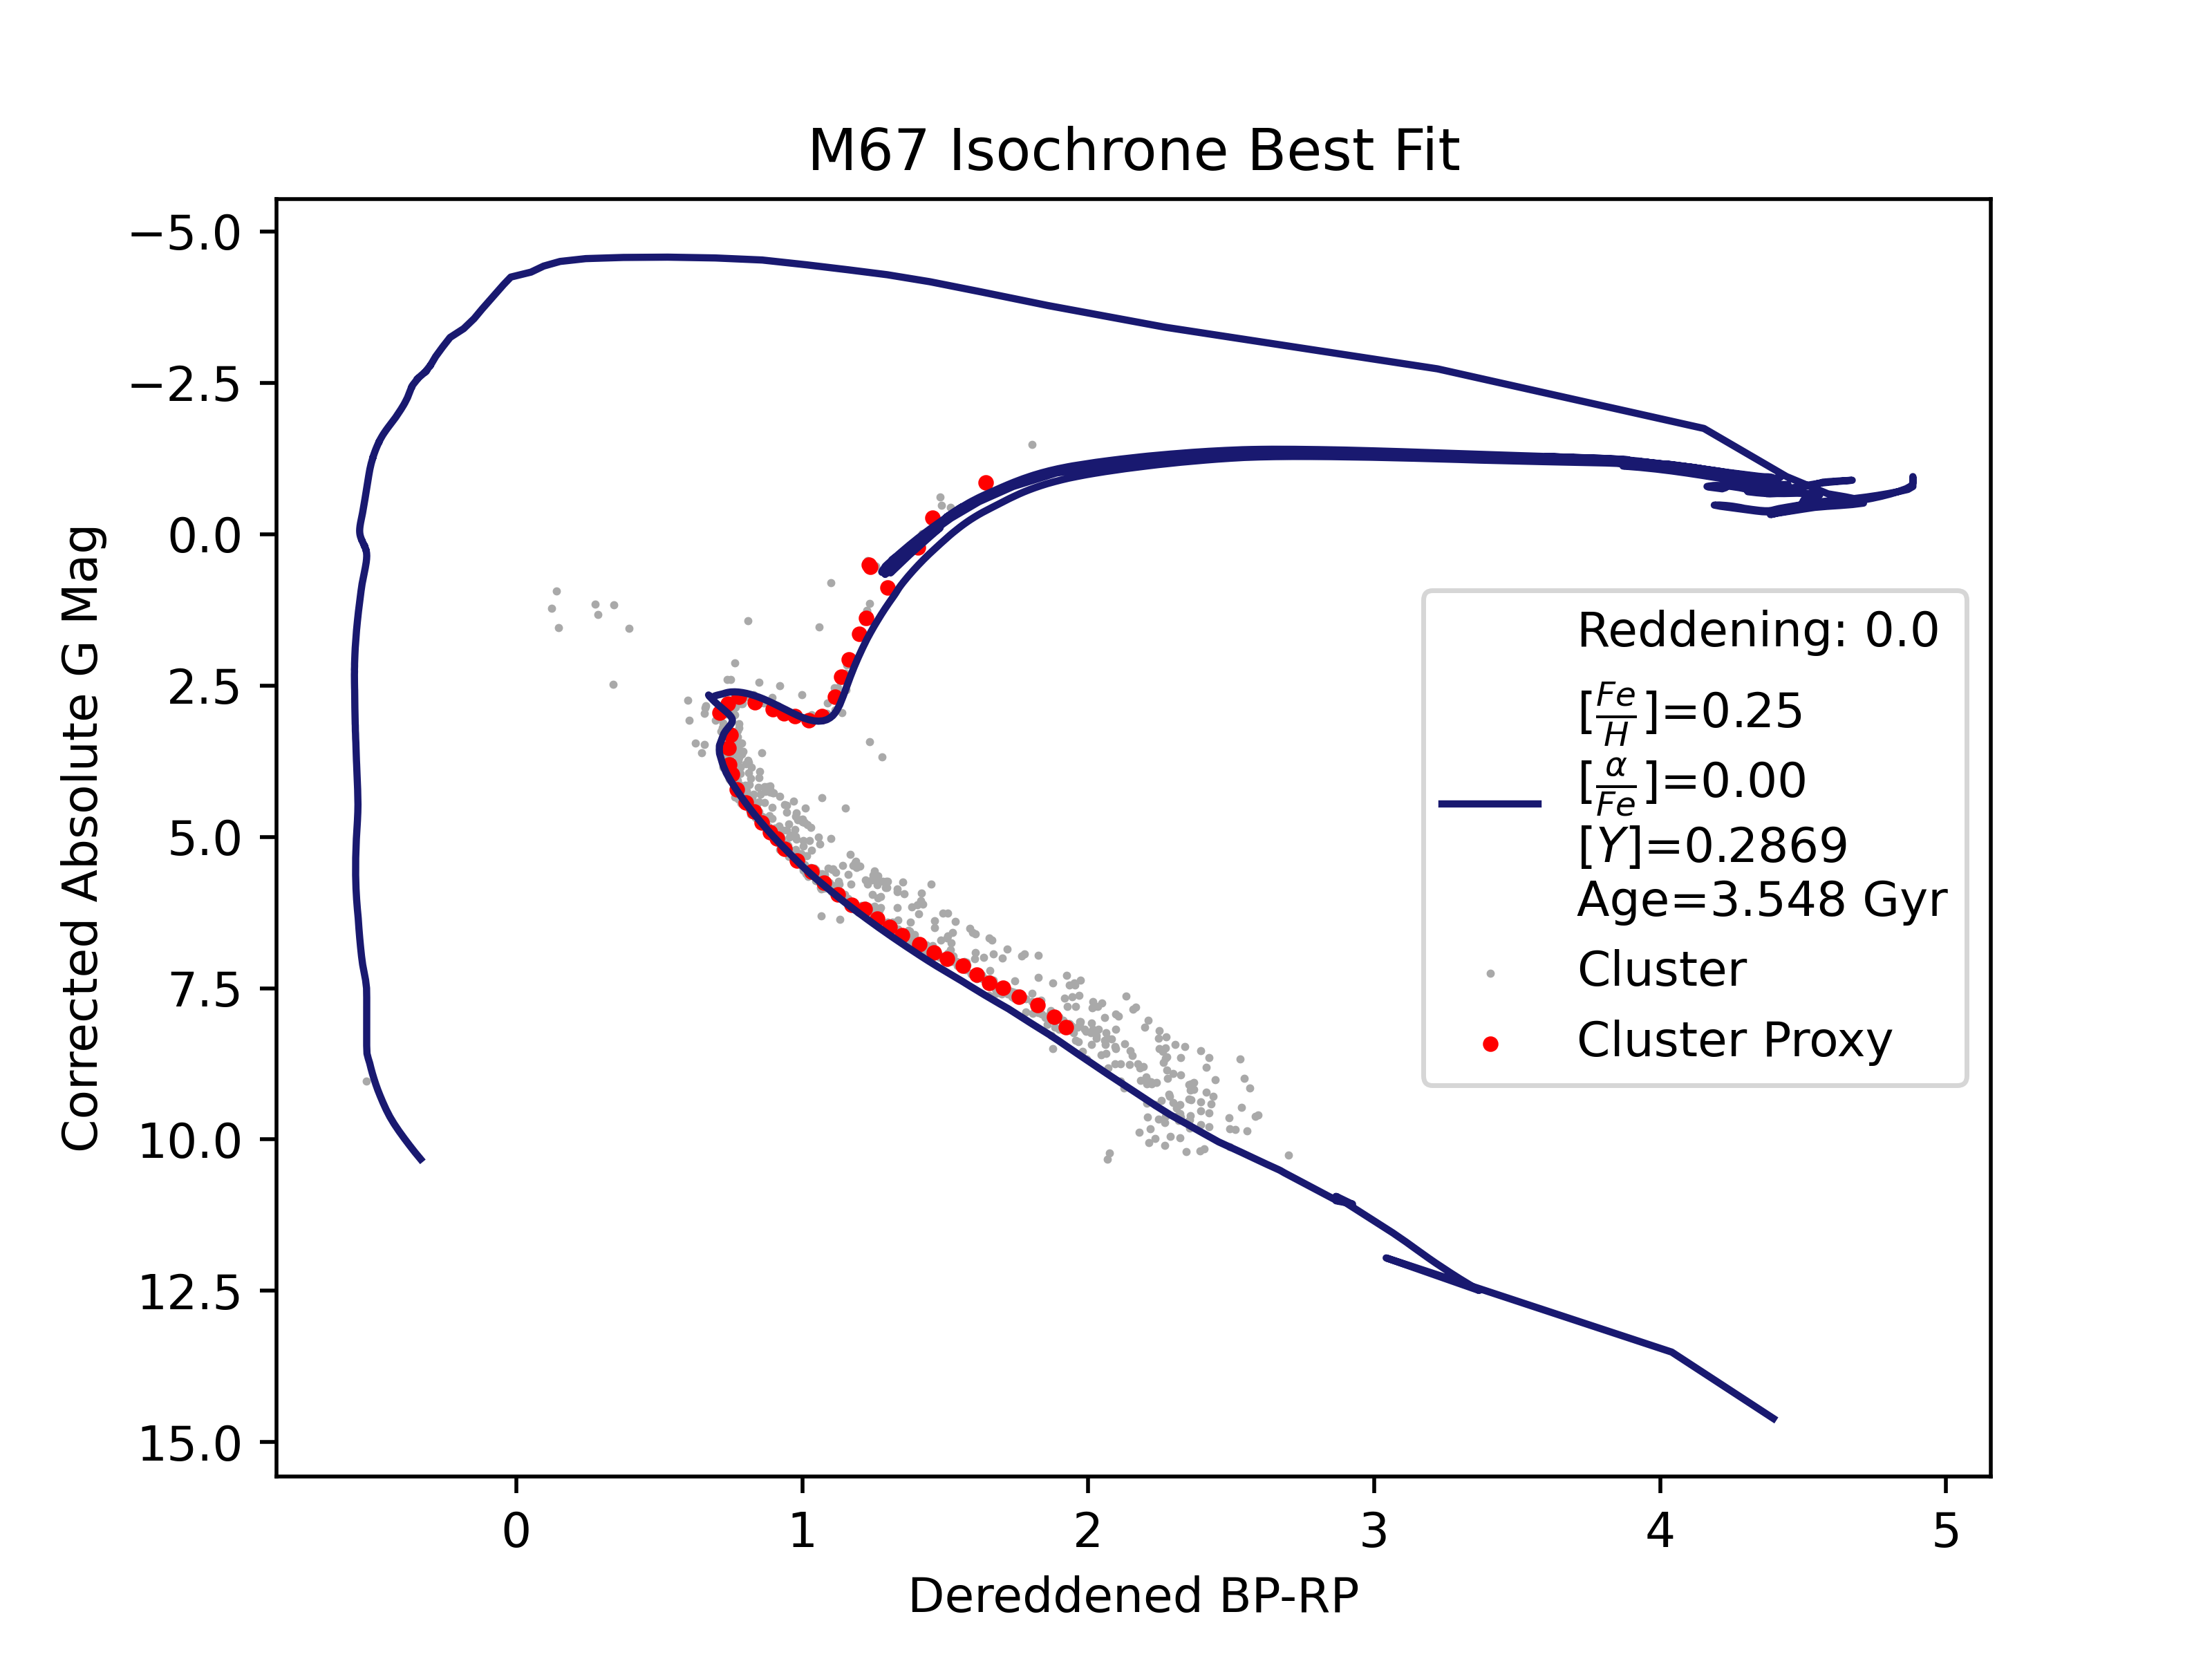 M67 Isochrone Best Fit
−5.0
−2.5
0.0
2.5
5.0
7.5
10.0
12.5
15.0
Corrected Absolute G Mag
0 1 2 3 4 5
Dereddened BP-RP
Reddening: 0.0
[Fe/H]=0.25
[α/Fe]=0.00
[Y]=0.2869
Age=3.548 Gyr
Cluster
Cluster Proxy